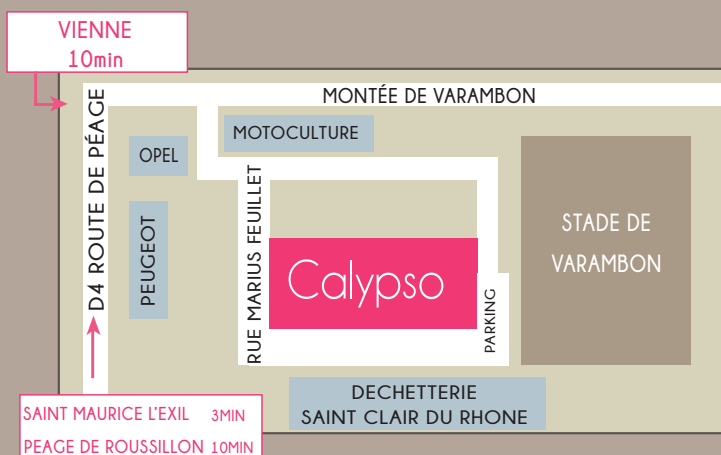 VIENNE
10min
MONTÉE DE VARAMBON
MOTOCULTURE
OPEL
D4 ROUTE DE PÉAGE
PEUGEOT
RUE MARIUS FEUILLET
Calypso
PARKING
STADE DE
VARAMBON
DECHETTERIE
SAINT CLAIR DU RHONE
SAINT MAURICE L'EXIL 3MIN
PEAGE DE ROUSSILLON 10MIN